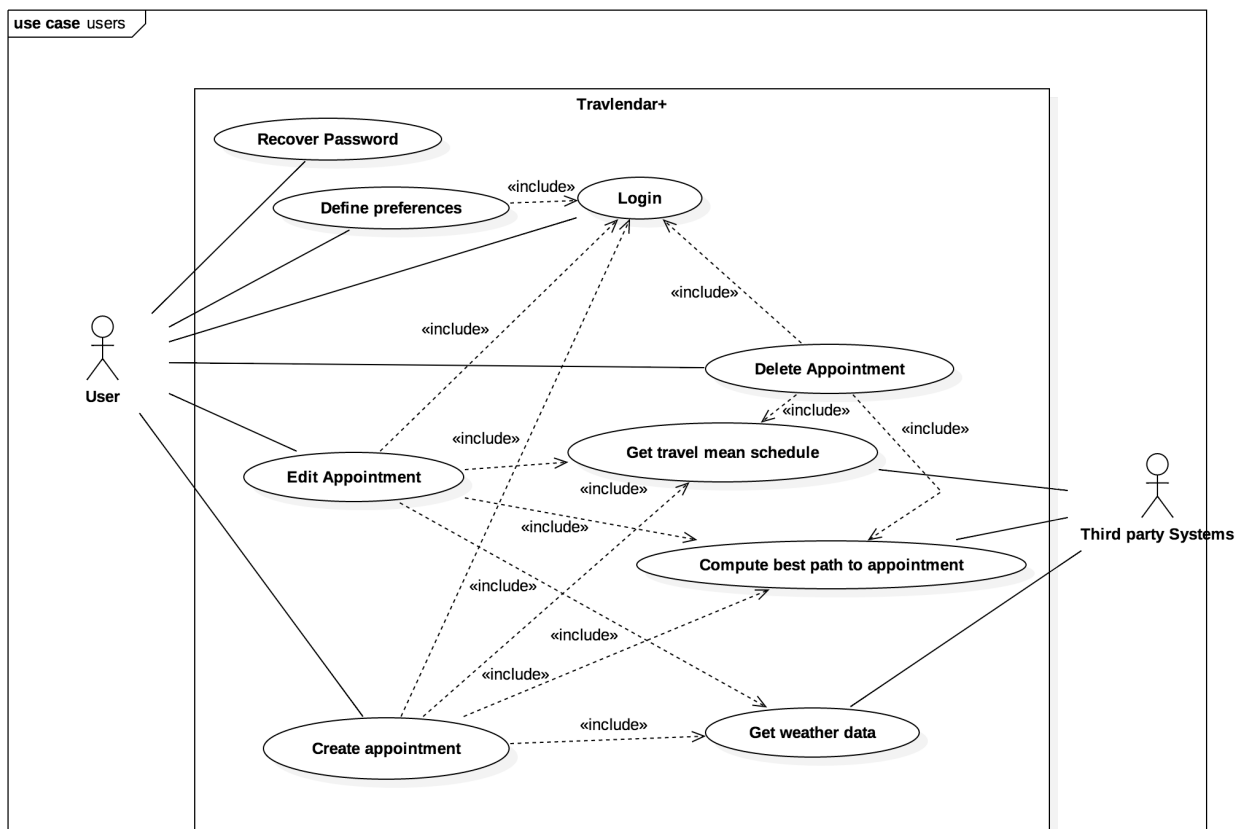 use case users
Travlendar+
Recover Password
«include»
Login
Define preferences
«include»
«include»
Delete Appointment
User
«include»
«include»
«include»
Get travel mean schedule
Edit Appointment
«include»
«include»
Third party Systems
Compute best path to appointment
«include»
«include»
«include»
«include»
Get weather data
Create appointment